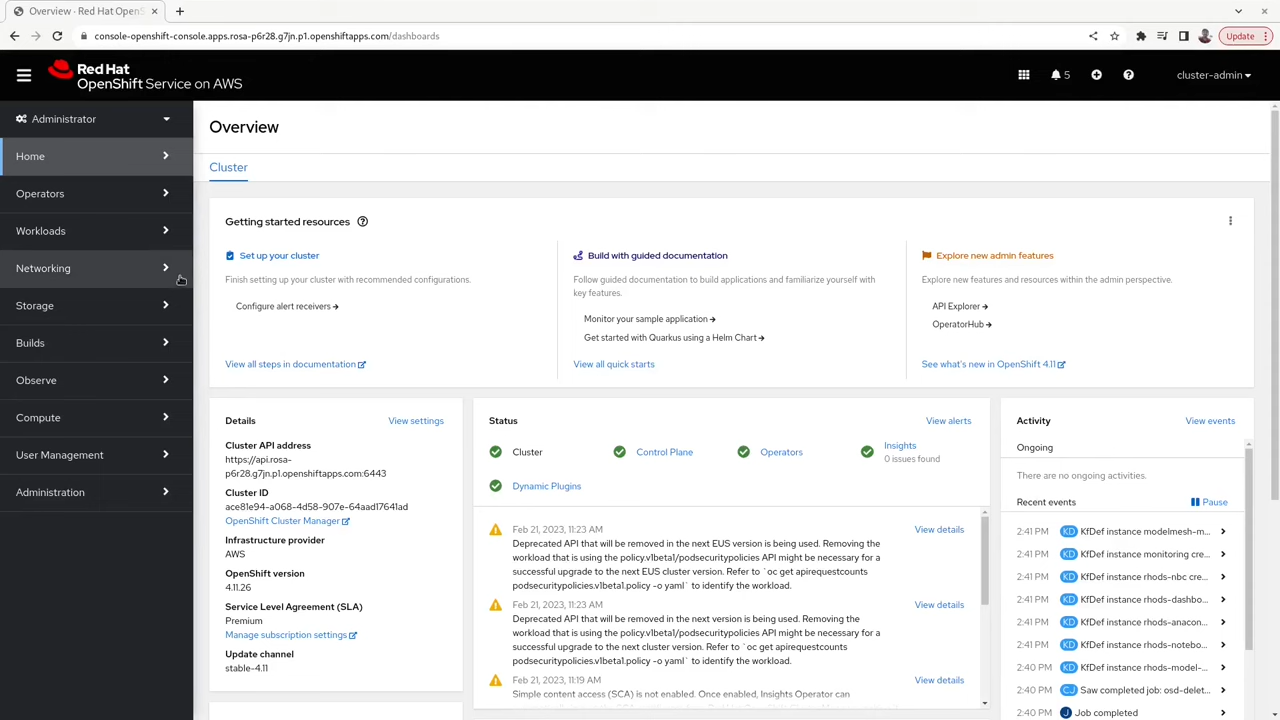 Overview · Red Hat OpenShift
console-openshift-console.apps.rosa-p6r28.g7jn.p1.openshiftapps.com/dashboards
Update
Red Hat
OpenShift Service on AWS
5
cluster-admin
Administrator
Home
Operators
Workloads
Networking
Storage
Builds
Observe
Compute
User Management
Administration
Overview
Cluster
Getting started resources
Set up your cluster
Finish setting up your cluster with recommended configurations.
Configure alert receivers
View all steps in documentation
Build with guided documentation
Follow guided documentation to build applications and familiarize yourself with
key features.
Monitor your sample application
Get started with Quarkus using a Helm Chart
View all quick starts
Explore new admin features
Explore new features and resources within the admin perspective.
API Explorer
OperatorHub
See what's new in OpenShift 4.11
Details
View settings
Cluster API address
https://api.rosa-
p6r28.g7jn.p1.openshiftapps.com:6443
Cluster ID
ace81e94-a068-4d58-907e-64aad17641ad
OpenShift Cluster Manager
Infrastructure provider
AWS
OpenShift version
4.11.26
Service Level Agreement (SLA)
Premium
Manage subscription settings
Update channel
stable-4.11
Status
View alerts
Cluster
Control Plane
Operators
Insights
0 issues found
Dynamic Plugins
Feb 21, 2023, 11:23 AM
View details
Deprecated API that will be removed in the next EUS version is being used. Removing the
workload that is using the policy.v1beta1/podsecuritypolicies API might be necessary for a
successful upgrade to the next EUS cluster version. Refer to `oc get apirequestcounts
podsecuritypolicies.v1beta1.policy -o yaml` to identify the workload.
Feb 21, 2023, 11:23 AM
View details
Deprecated API that will be removed in the next version is being used. Removing the
workload that is using the policy.v1beta1/podsecuritypolicies API might be necessary for a
successful upgrade to the next cluster version. Refer to `oc get apirequestcounts
podsecuritypolicies.v1beta1.policy -o yaml` to identify the workload.
Feb 21, 2023, 11:19 AM
View details
Simple content access (SCA) is not enabled. Once enabled, Insights Operator can
Activity
View events
Ongoing
There are no ongoing activities.
Recent events
Pause
2:41 PM KD KfDef instance modelmesh-m...
2:41 PM KD KfDef instance monitoring cre...
2:41 PM KD KfDef instance rhods-nbc cre...
2:41 PM KD KfDef instance rhods-dashbo...
2:41 PM KD KfDef instance rhods-anacon...
2:41 PM KD KfDef instance rhods-notebo...
2:40 PM KD KfDef instance rhods-model-...
2:40 PM CJ Saw completed job: osd-delet...
2:40 PM J Job completed